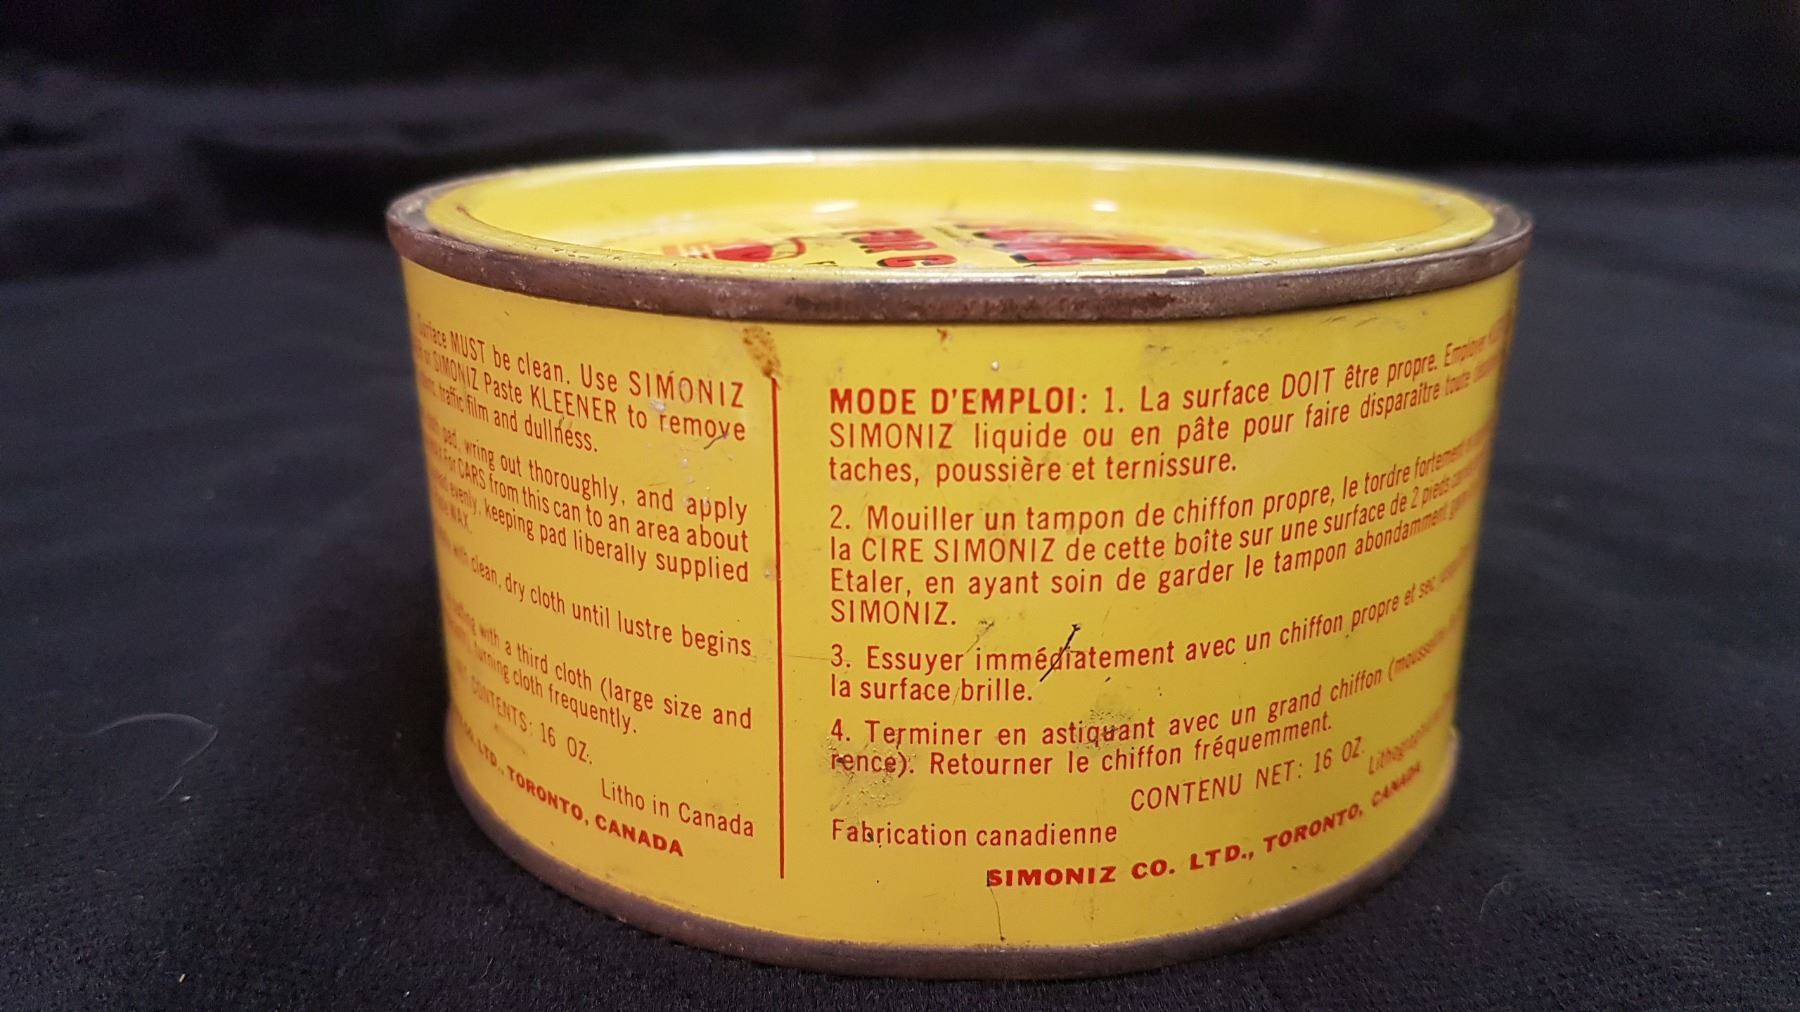 FOR C
Surface MUST be clean. Use SIMONIZ
or SIMONIZ Paste KLEENER to remove
traffic film and dullness.
pad, wring out thoroughly, and apply
FOR CARS from this can to an area about
evenly, keeping pad liberally supplied
WAX.
with clean, dry cloth until lustre begins
with a third cloth (large size and
turning cloth frequently.
CONTENTS: 16 OZ.
Litho in Canada
LTD., TORONTO, CANADA
MODE D'EMPLOI: 1. La surface DOIT être propre. Employer
SIMONIZ liquide ou en pâte pour faire disparaître toute
taches, poussière et ternissure.
2. Mouiller un tampon de chiffon propre, le tordre fortement
la CIRE SIMONIZ de cette boîte sur une surface de 2 pieds
Etaler, en ayant soin de garder le tampon abondamment
SIMONIZ.
3. Essuyer immédiatement avec un chiffon propre et sec
la surface brille.
4. Terminer en astiquant avec un grand chiffon
rence). Retourner le chiffon fréquemment.
CONTENU NET: 16 OZ.
Fabrication canadienne
SIMONIZ CO. LTD., TORONTO, CANADA